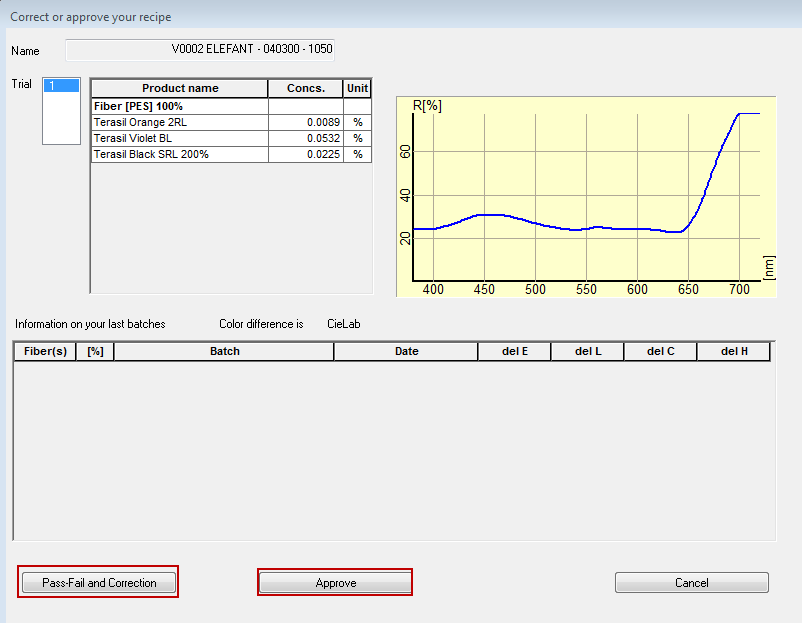 Correct or approve your recipe
Name V0002 ELEFANT - 040300 - 1050
Trial 1
Product name Concs. Unit
Fiber [PES] 100%
Terasil Orange 2RL 0.0089 %
Terasil Violet BL 0.0532 %
Terasil Black SRL 200% 0.0225 %
R[%]
60
40
20
[nm]
400 450 500 550 600 650 700
Information on your last batches Color difference is CieLab
Fiber(s) [%] Batch Date del E del L del C del H
Pass-Fail and Correction Approve Cancel